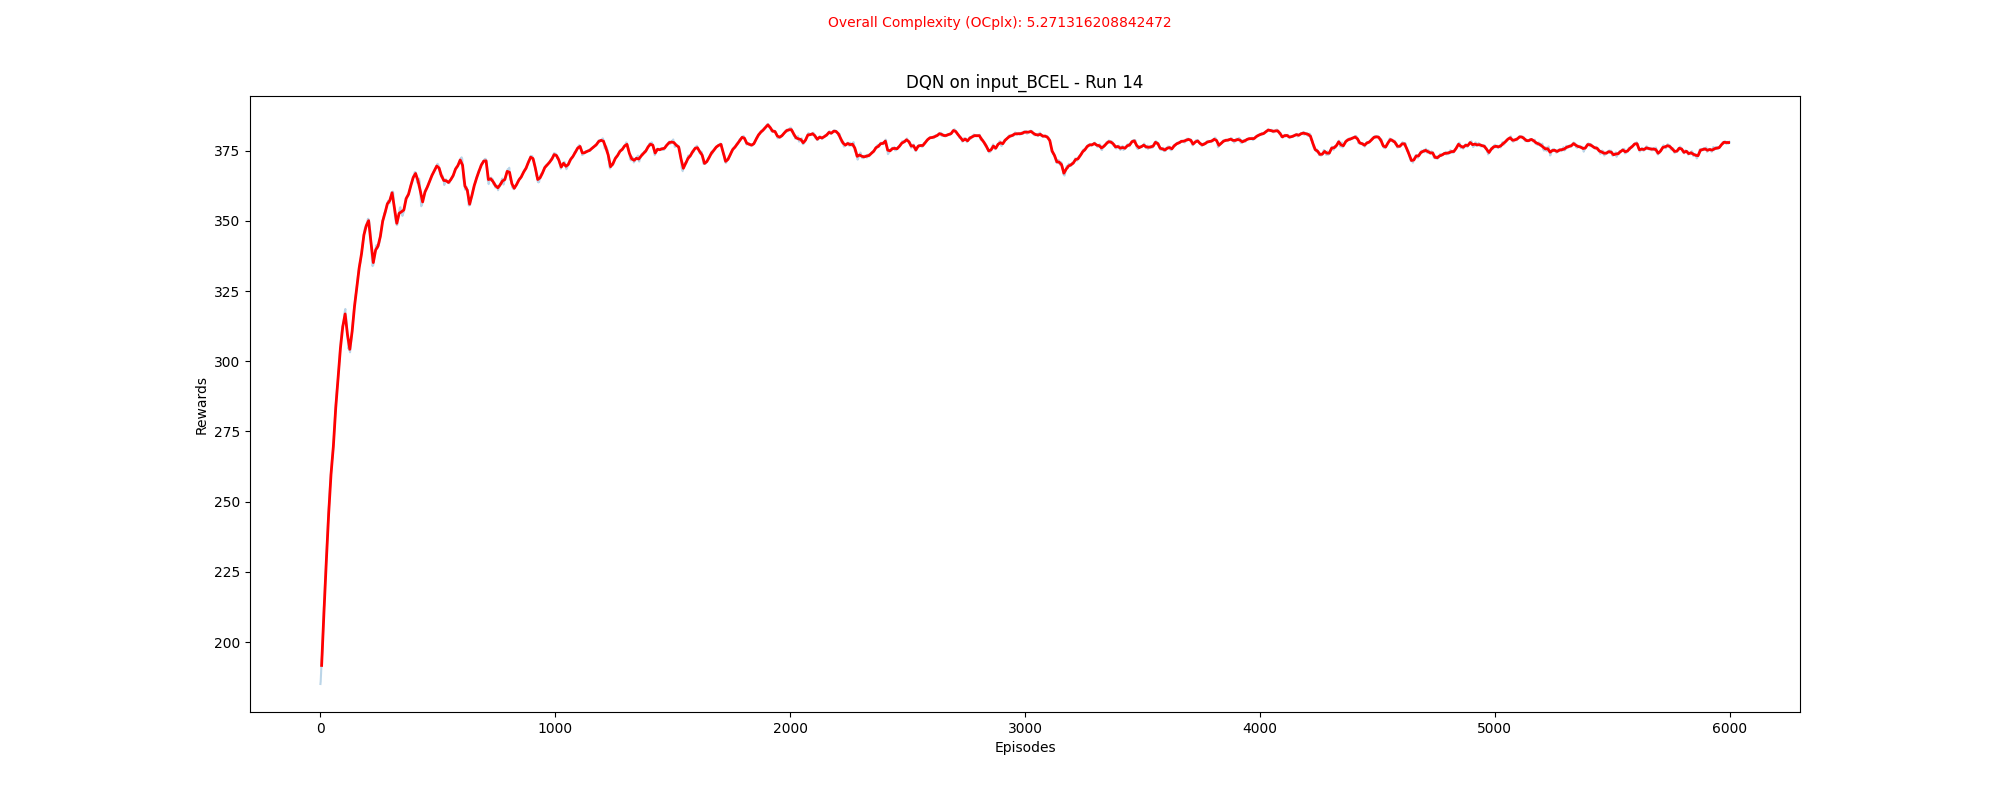 Overall Complexity (OCplx): 5.271316208842472
DQN on input_BCEL - Run 14
Rewards
375
350
325
300
275
250
225
200
0 1000 2000 3000 4000 5000 6000
Episodes